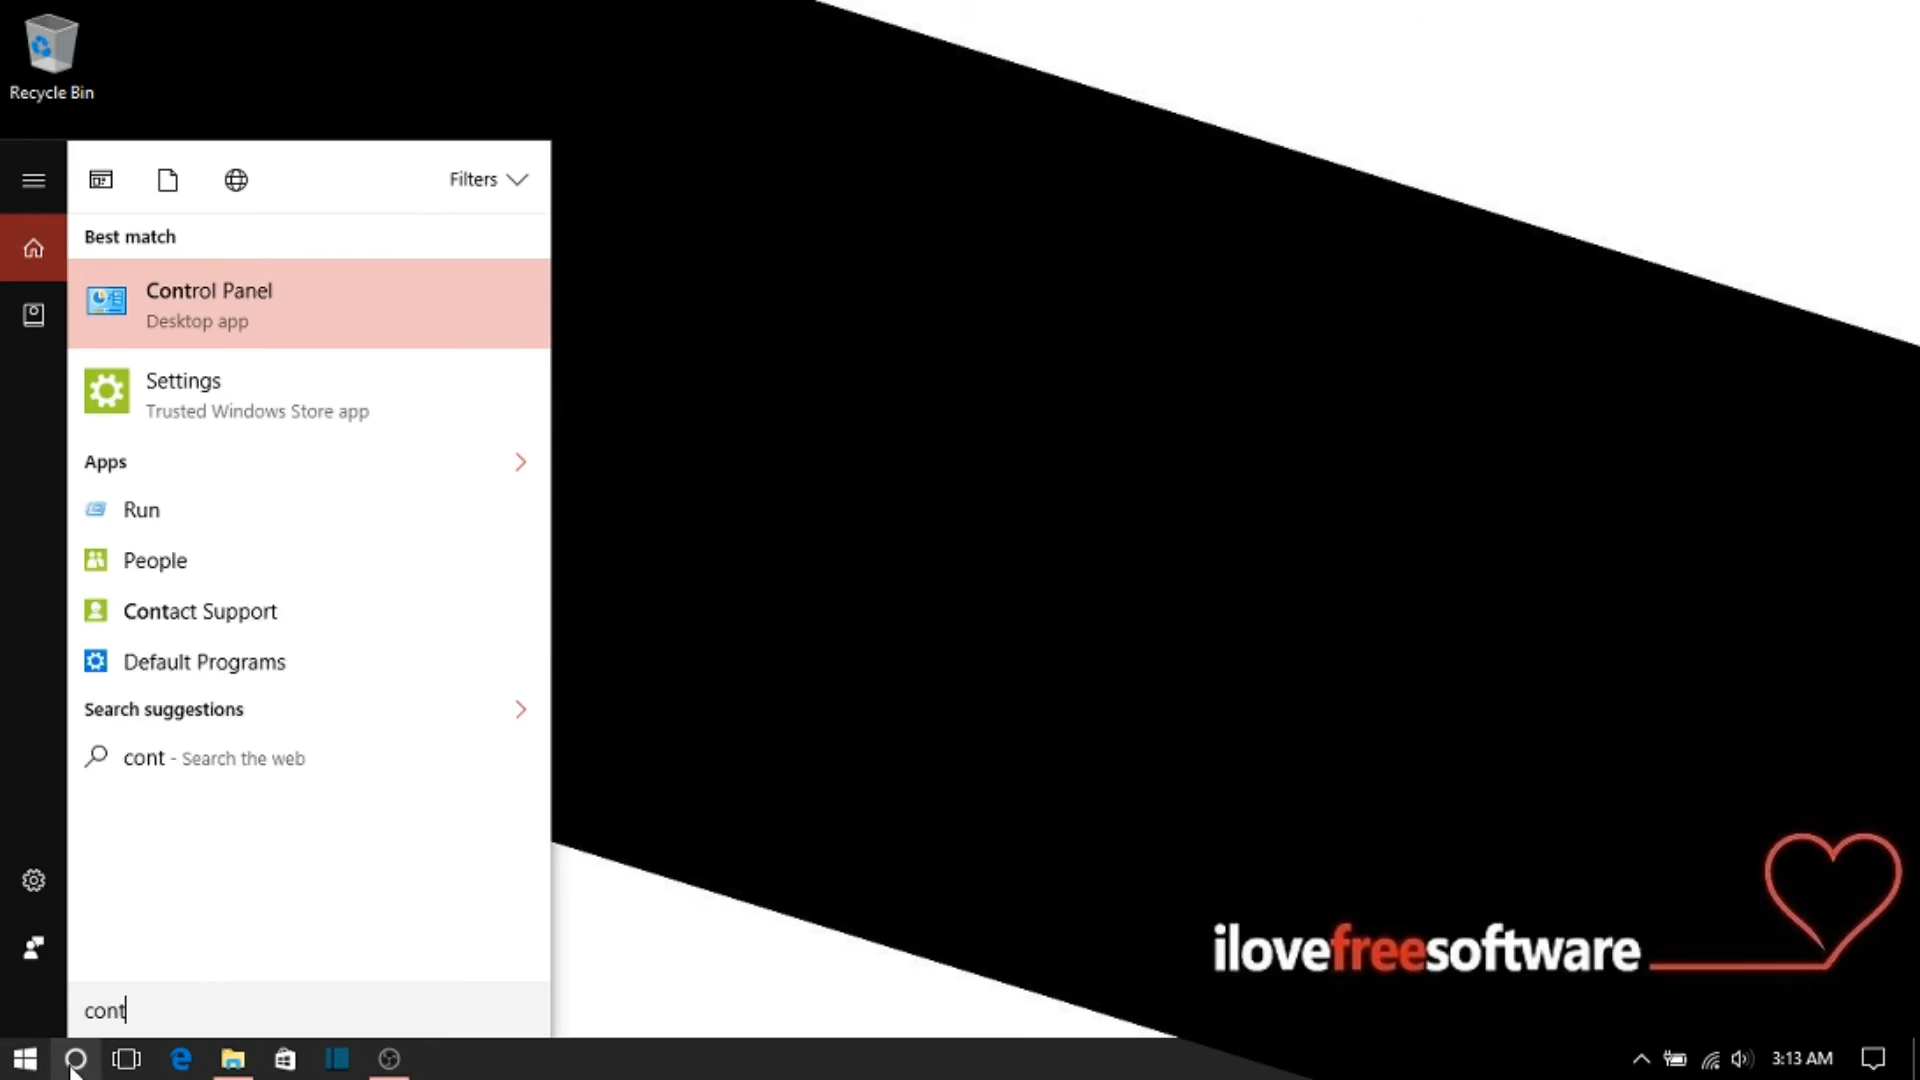 Recycle Bin
Filters
Best match
Control Panel
Desktop app
Settings
Trusted Windows Store app
Apps
Run
People
Contact Support
Default Programs
Search suggestions
cont - Search the web
cont
ilovefreesoftware
3:13 AM